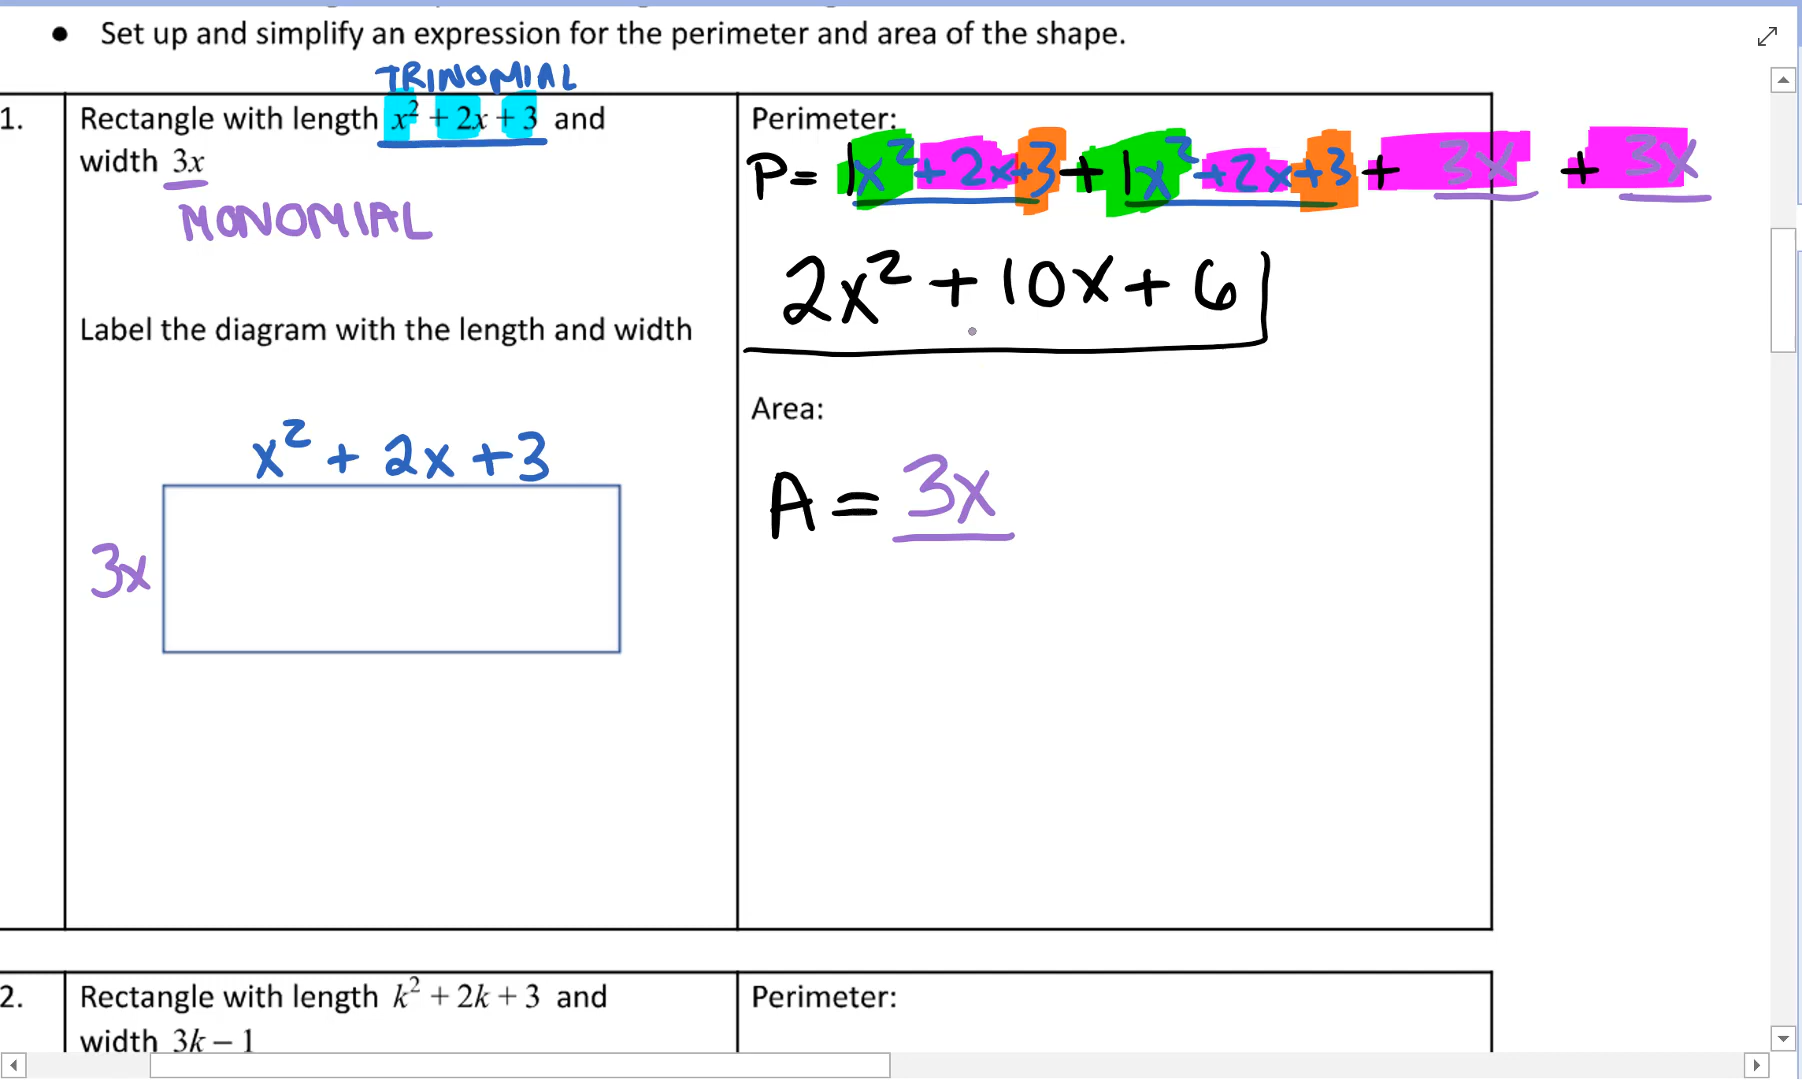 • Set up and simplify an expression for the perimeter and area of the shape.
TRINOMIAL
1.
Rectangle with length x² + 2x + 3 and
width 3x
MONOMIAL
Label the diagram with the length and width
x² + 2x + 3
3x
Perimeter:
P = 1x² + 2x + 3 + 1x² + 2x + 3 + 3x + 3x
2x² + 10x + 6
Area:
A = 3x
2.
Rectangle with length k² + 2k + 3 and
width 3k – 1
Perimeter: